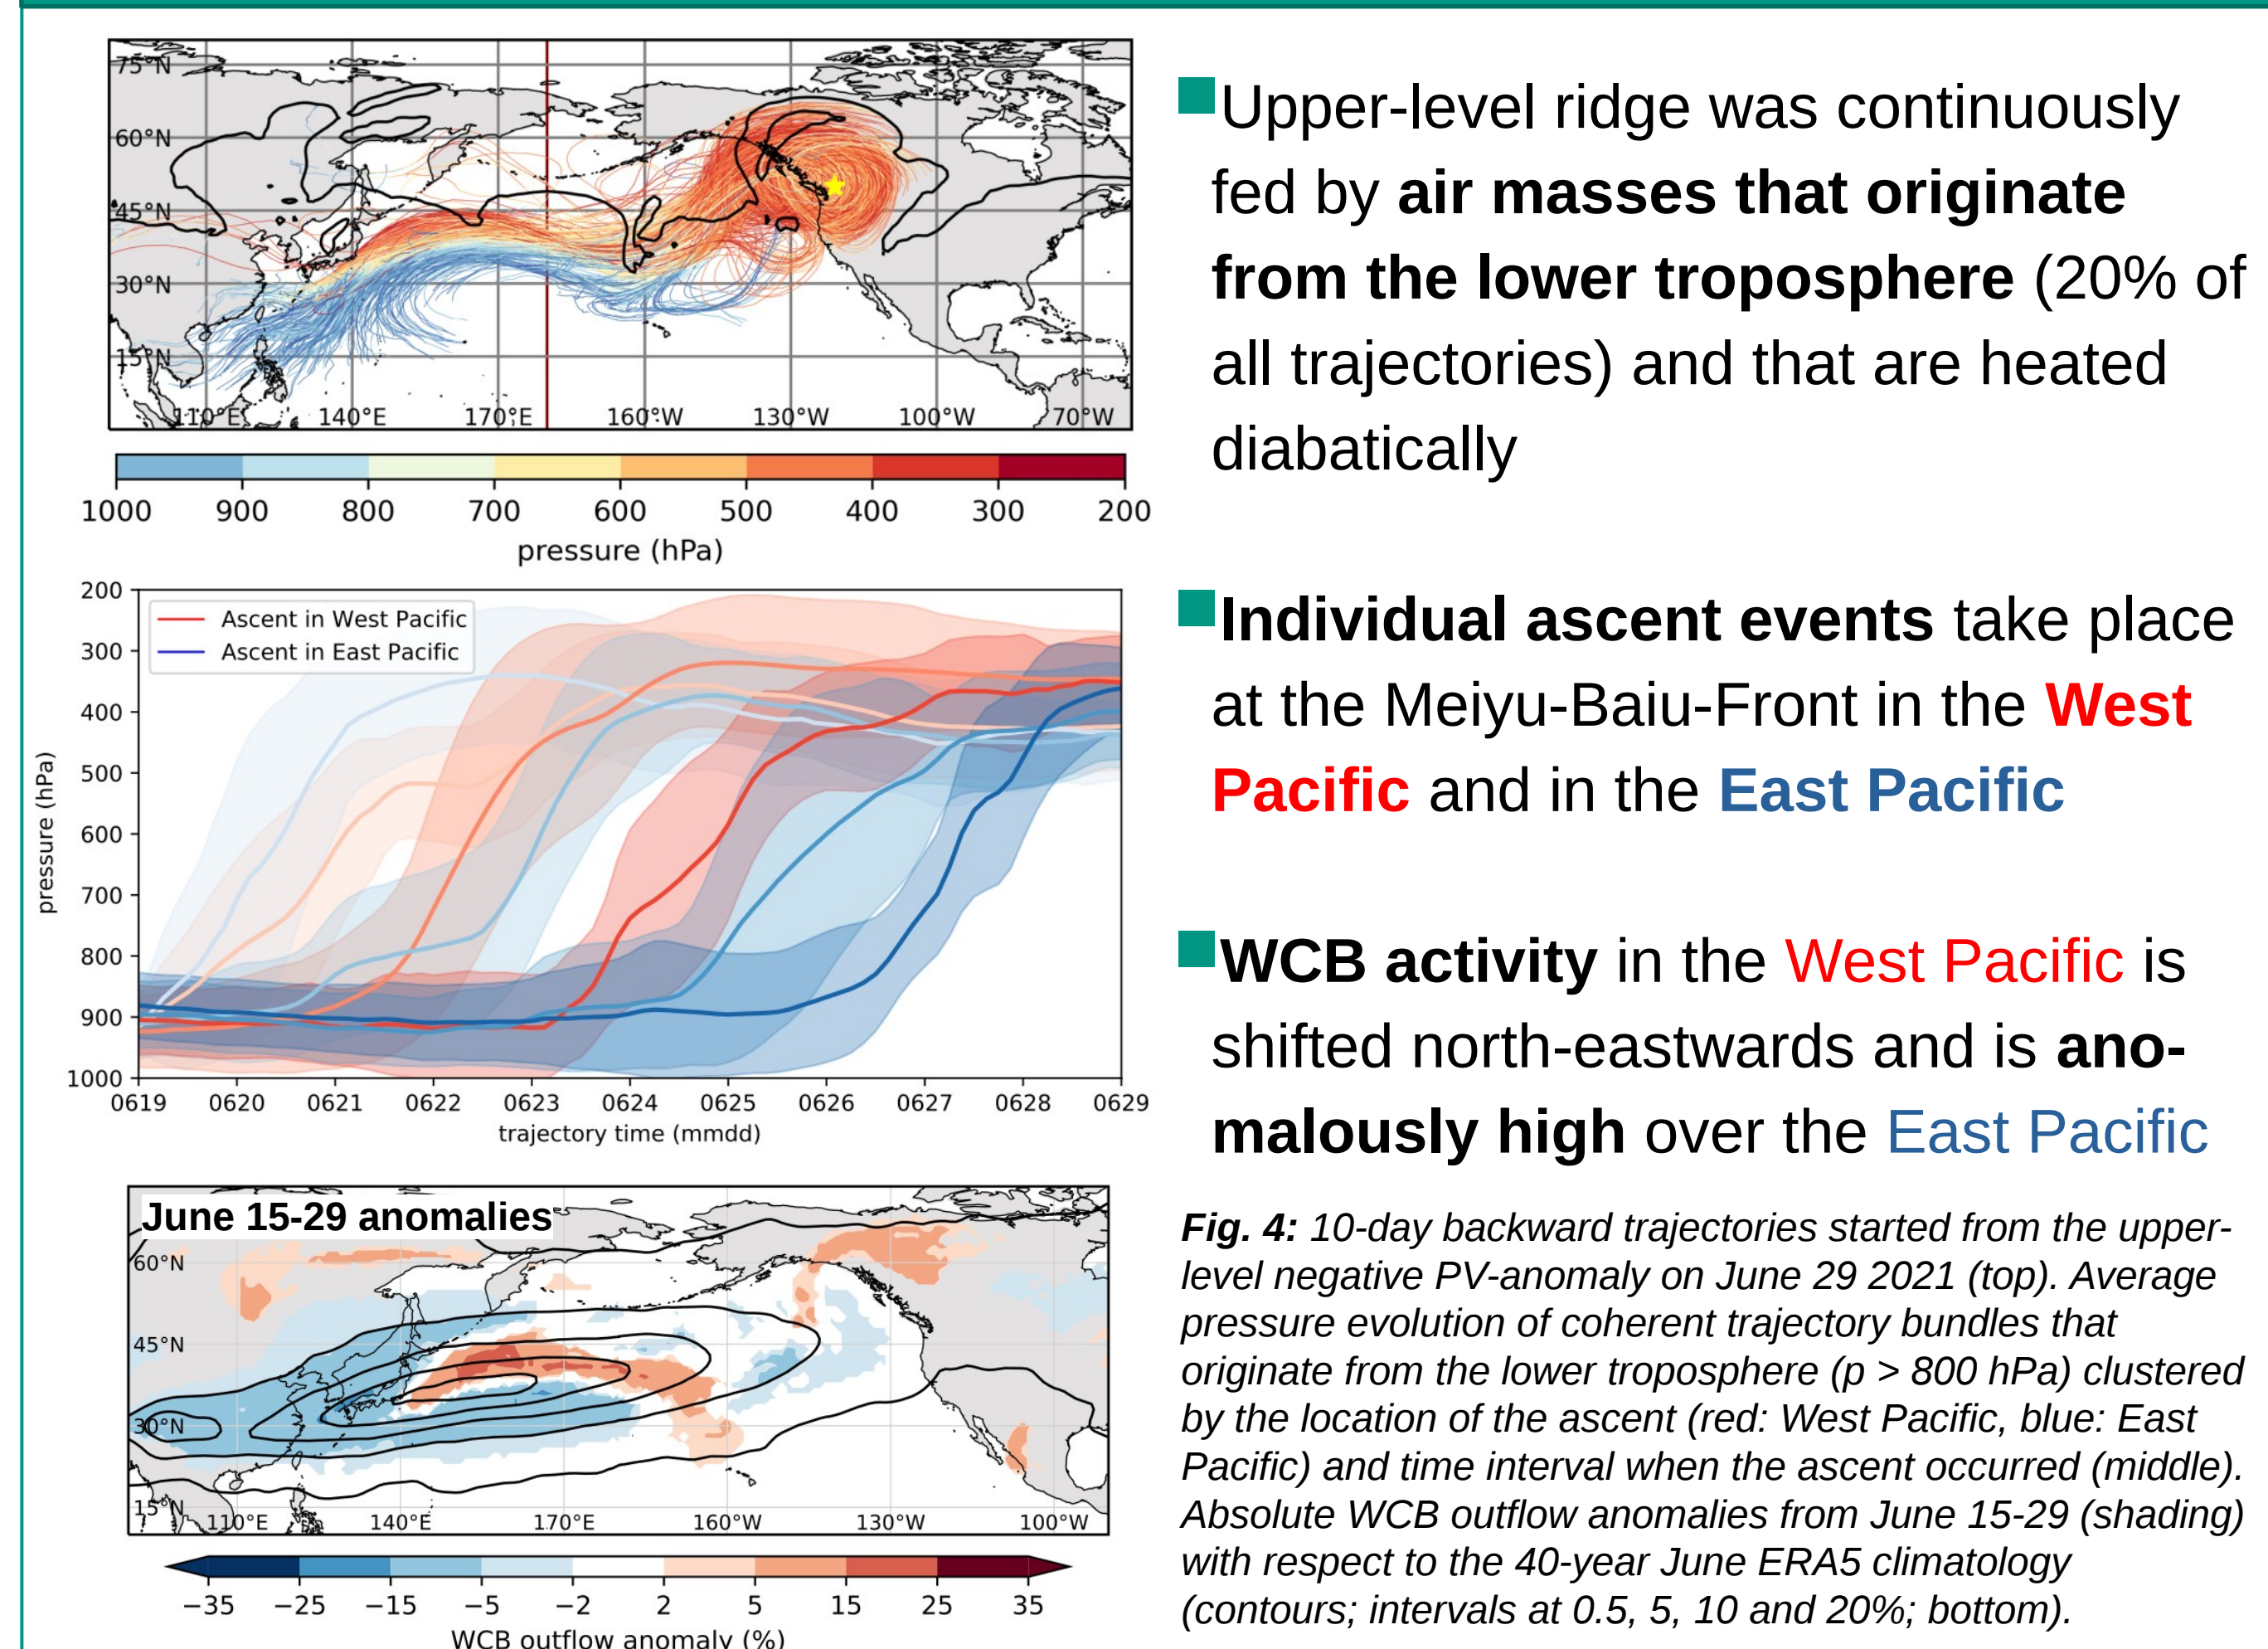 75°N
60°N
45°N
30°N
15°N
110°E 140°E 170°E 160°W 130°W 100°W 70°W
1000 900 800 700 600 500 400 300 200
pressure (hPa)
Upper-level ridge was continuously
fed by air masses that originate
from the lower troposphere (20% of
all trajectories) and that are heated
diabatically
200
300
400
500
600
700
800
900
1000
pressure (hPa)
Ascent in West Pacific
Ascent in East Pacific
0619 0620 0621 0622 0623 0624 0625 0626 0627 0628 0629
trajectory time (mmdd)
Individual ascent events take place
at the Meiyu-Baiu-Front in the West
Pacific and in the East Pacific
WCB activity in the West Pacific is
shifted north-eastwards and is ano-
malously high over the East Pacific
June 15-29 anomalies
60°N
45°N
30°N
15°N
110°E 140°E 170°E 160°W 130°W 100°W
−35 −25 −15 −5 −2 2 5 15 25 35
WCB outflow anomaly (%)
Fig. 4: 10-day backward trajectories started from the upper-
level negative PV-anomaly on June 29 2021 (top). Average
pressure evolution of coherent trajectory bundles that
originate from the lower troposphere (p > 800 hPa) clustered
by the location of the ascent (red: West Pacific, blue: East
Pacific) and time interval when the ascent occurred (middle).
Absolute WCB outflow anomalies from June 15-29 (shading)
with respect to the 40-year June ERA5 climatology
(contours; intervals at 0.5, 5, 10 and 20%; bottom).